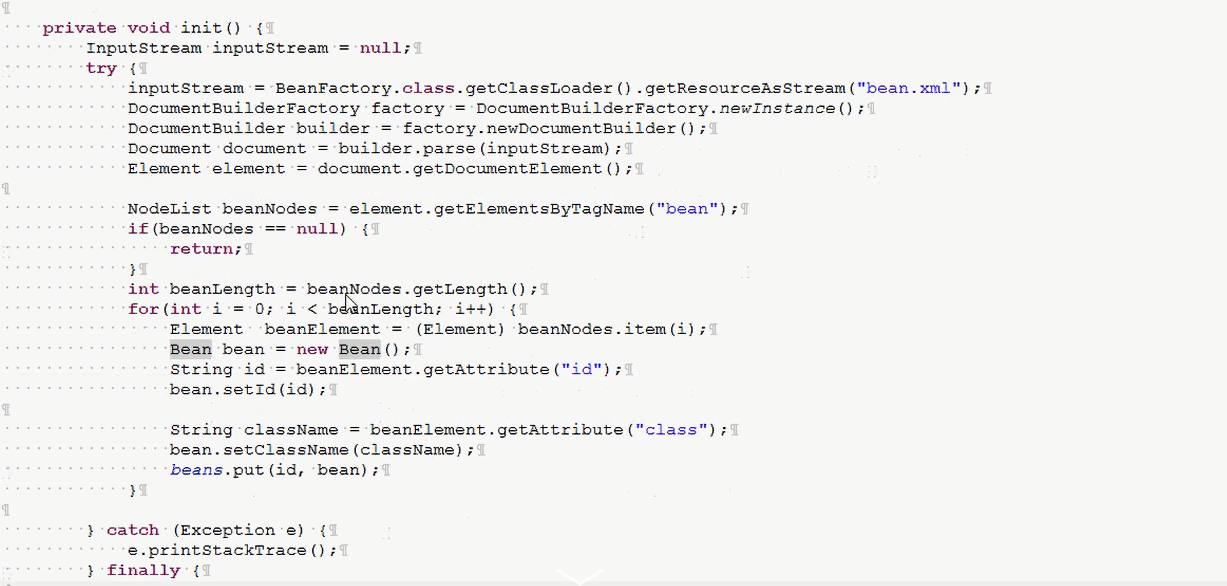 private void init() {
InputStream inputStream = null;
try {
inputStream = BeanFactory.class.getClassLoader().getResourceAsStream("bean.xml");
DocumentBuilderFactory factory = DocumentBuilderFactory.newInstance();
DocumentBuilder builder = factory.newDocumentBuilder();
Document document = builder.parse(inputStream);
Element element = document.getDocumentElement();
NodeList beanNodes = element.getElementsByTagName("bean");
if(beanNodes == null) {
return;
}
int beanLength = beanNodes.getLength();
for(int i = 0; i < beanLength; i++) {
Element  beanElement = (Element) beanNodes.item(i);
Bean bean = new Bean();
String id = beanElement.getAttribute("id");
bean.setId(id);
String className = beanElement.getAttribute("class");
bean.setClassName(className);
beans.put(id, bean);
}
} catch (Exception e) {
e.printStackTrace();
} finally {